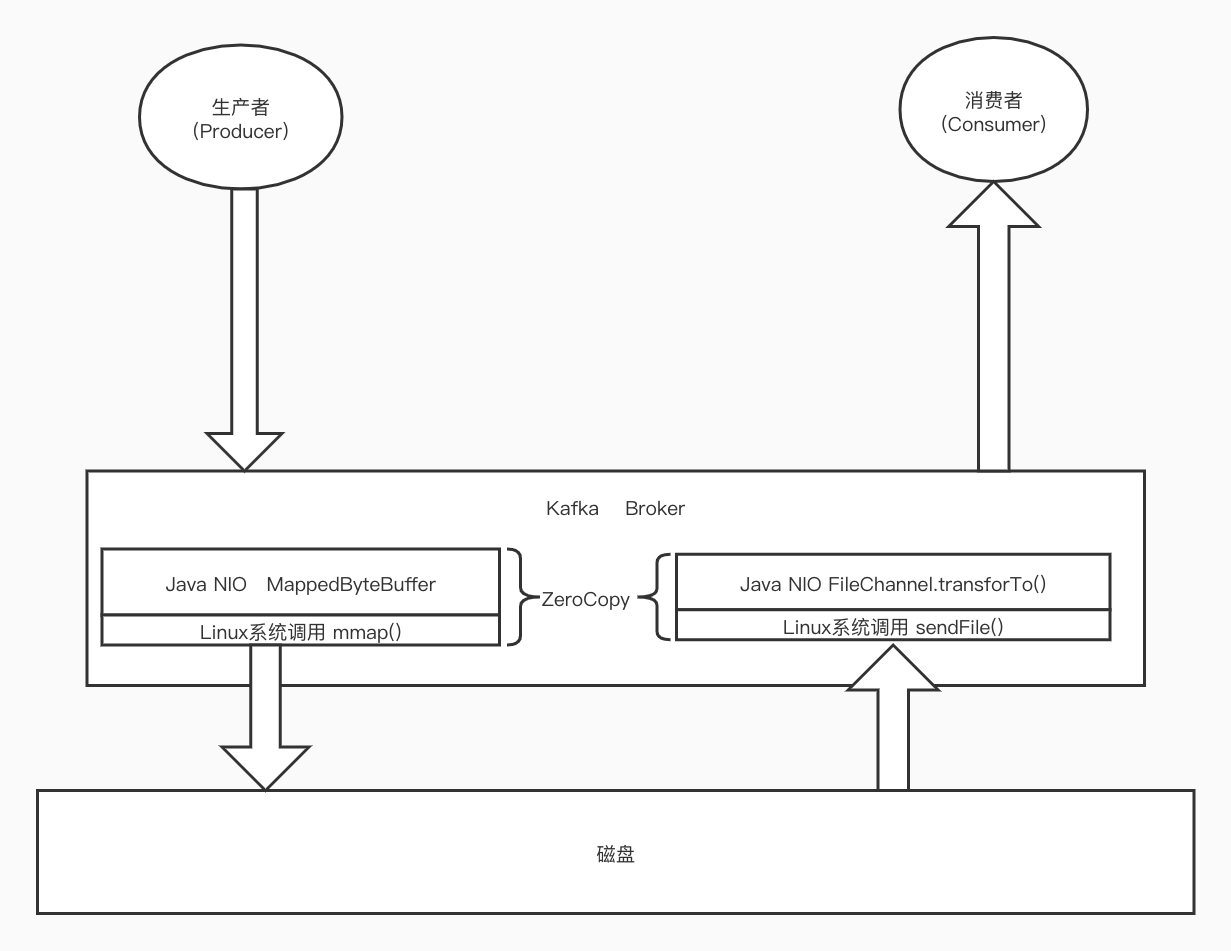 生产者
(Producer)
消费者
(Consumer)
Kafka Broker
Java NIO MappedByteBuffer
Linux系统调用 mmap()
ZeroCopy
Java NIO FileChannel.transforTo()
Linux系统调用 sendFile()
磁盘